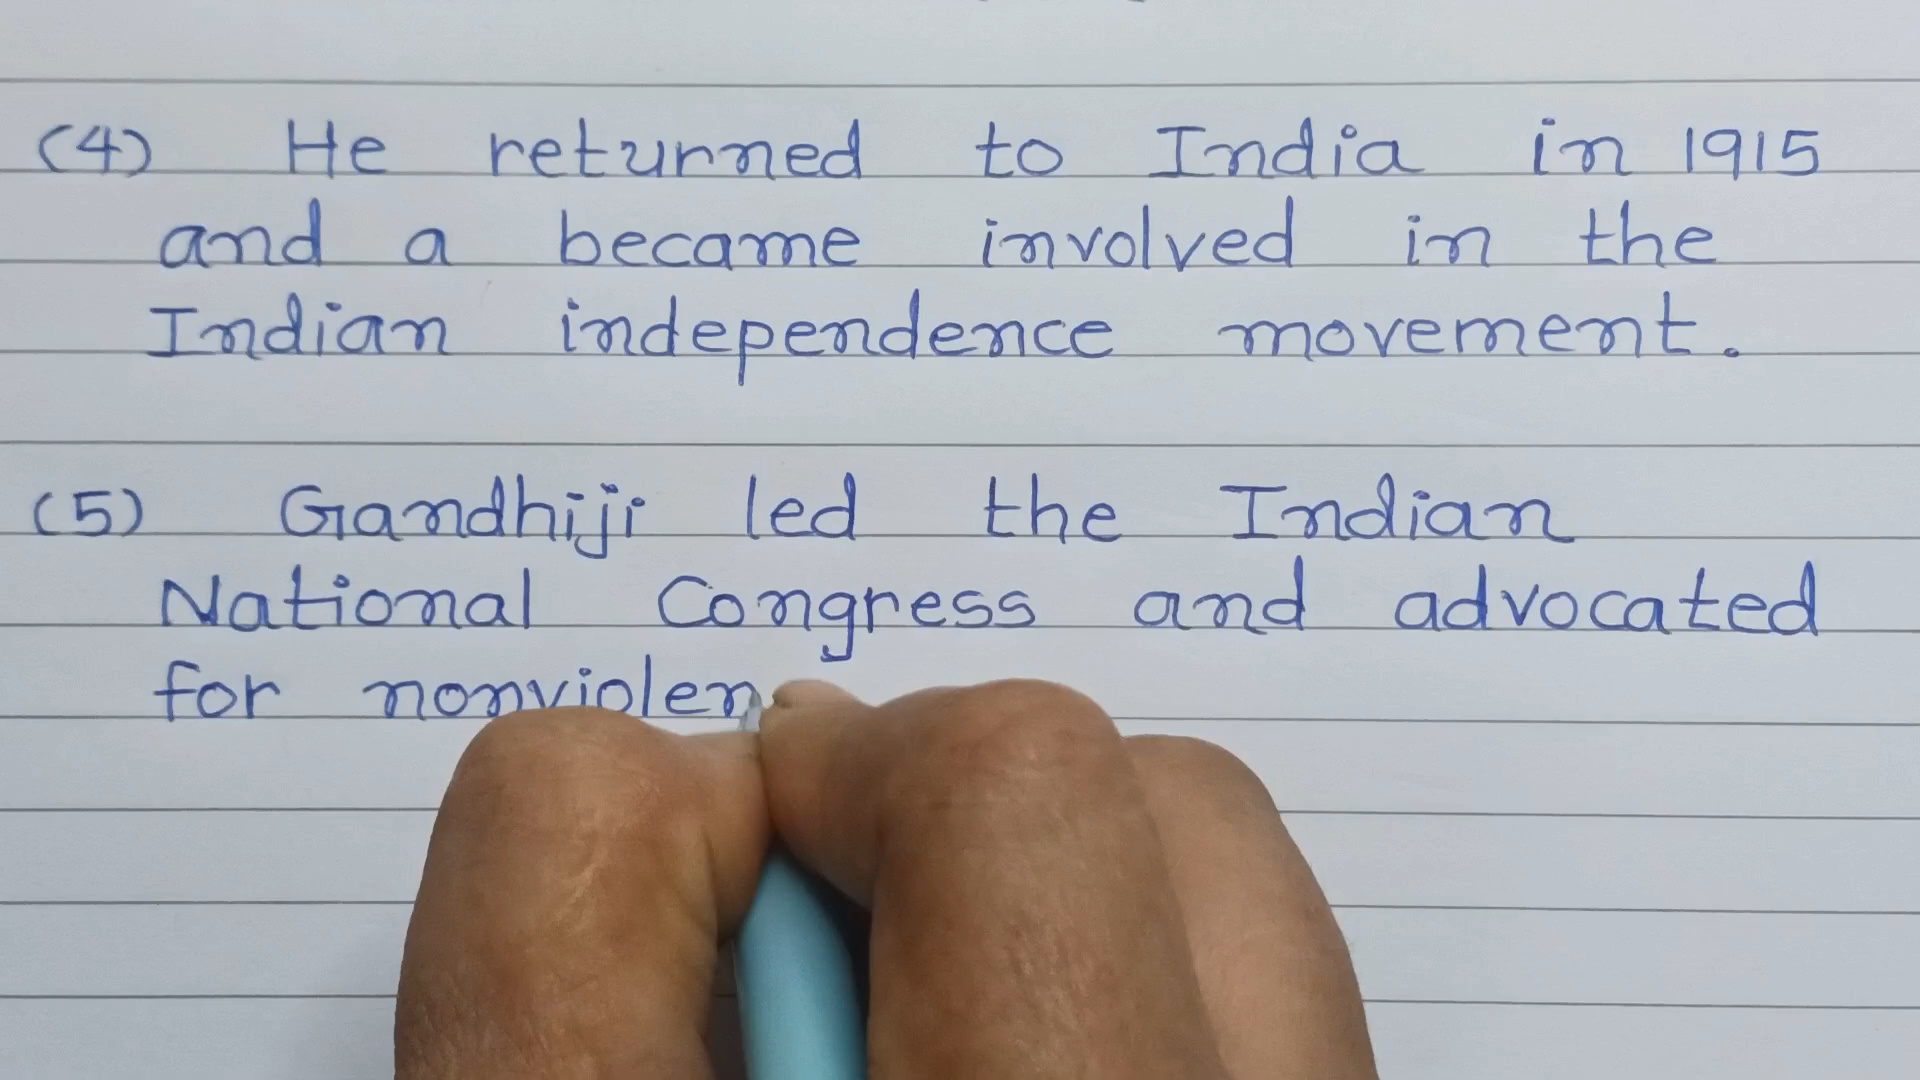 (4) He returned to India in 1915
and a became involved in the
Indian independence movement.
(5) Gandhiji led the Indian
National Congress and advocated
for nonviolen